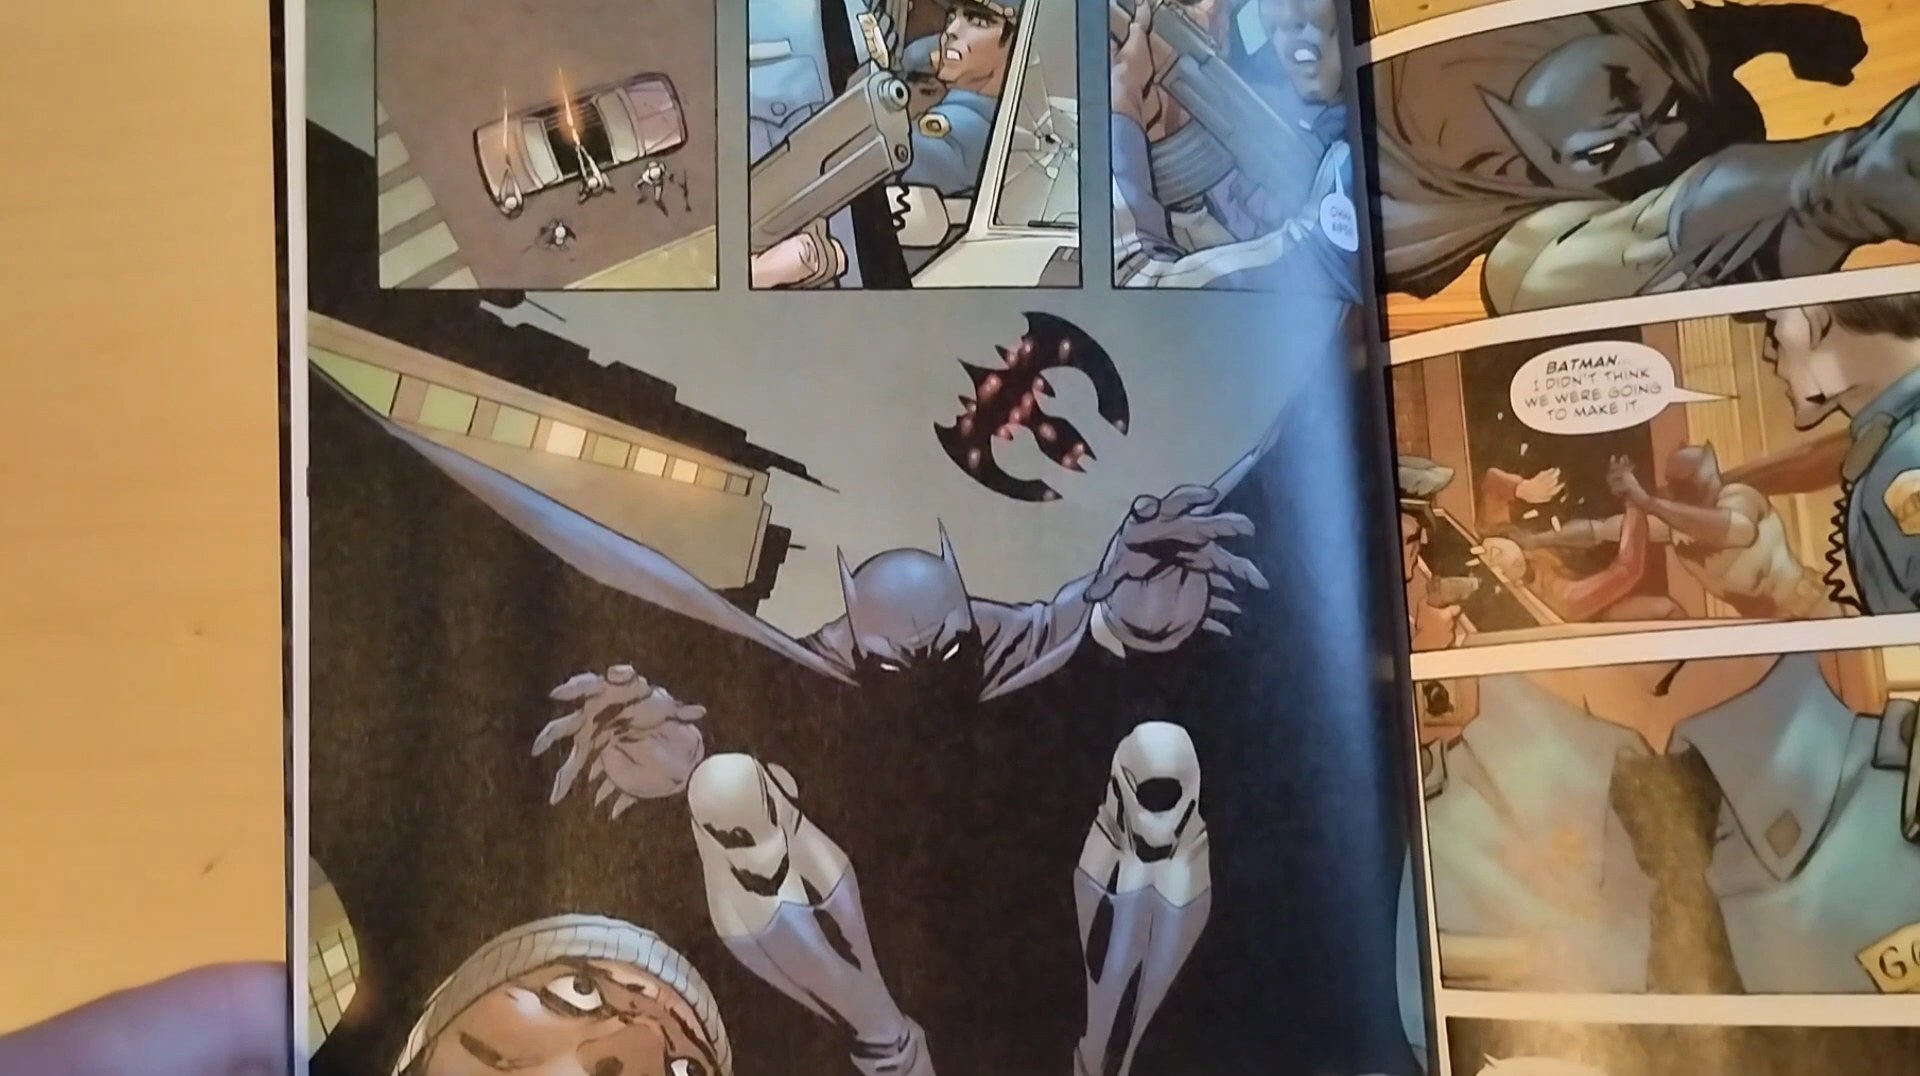 BATMAN...
I DIDN'T THINK
WE WERE GOING
TO MAKE IT.